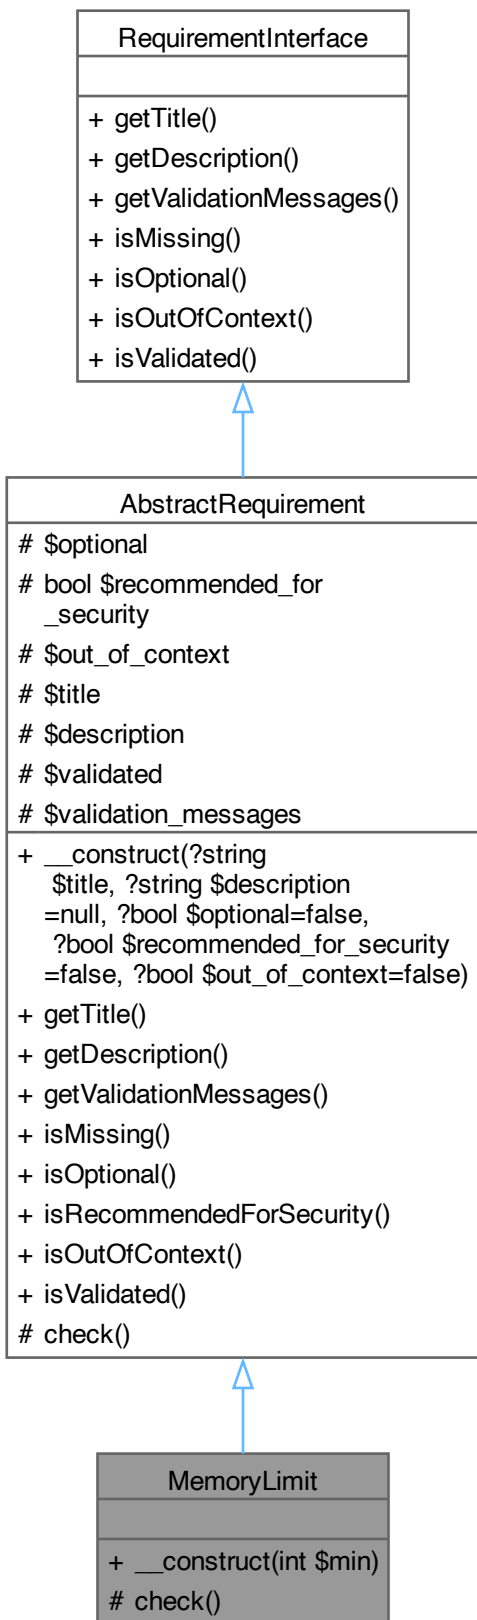 RequirementInterface
+ getTitle()
+ getDescription()
+ getValidationMessages()
+ isMissing()
+ isOptional()
+ isOutOfContext()
+ isValidated()
AbstractRequirement
# $optional
# bool $recommended_for
_security
# $out_of_context
# $title
# $description
# $validated
# $validation_messages
+ __construct(?string
$title, ?string $description
=null, ?bool $optional=false,
?bool $recommended_for_security
=false, ?bool $out_of_context=false)
+ getTitle()
+ getDescription()
+ getValidationMessages()
+ isMissing()
+ isOptional()
+ isRecommendedForSecurity()
+ isOutOfContext()
+ isValidated()
# check()
MemoryLimit
+ __construct(int $min)
# check()